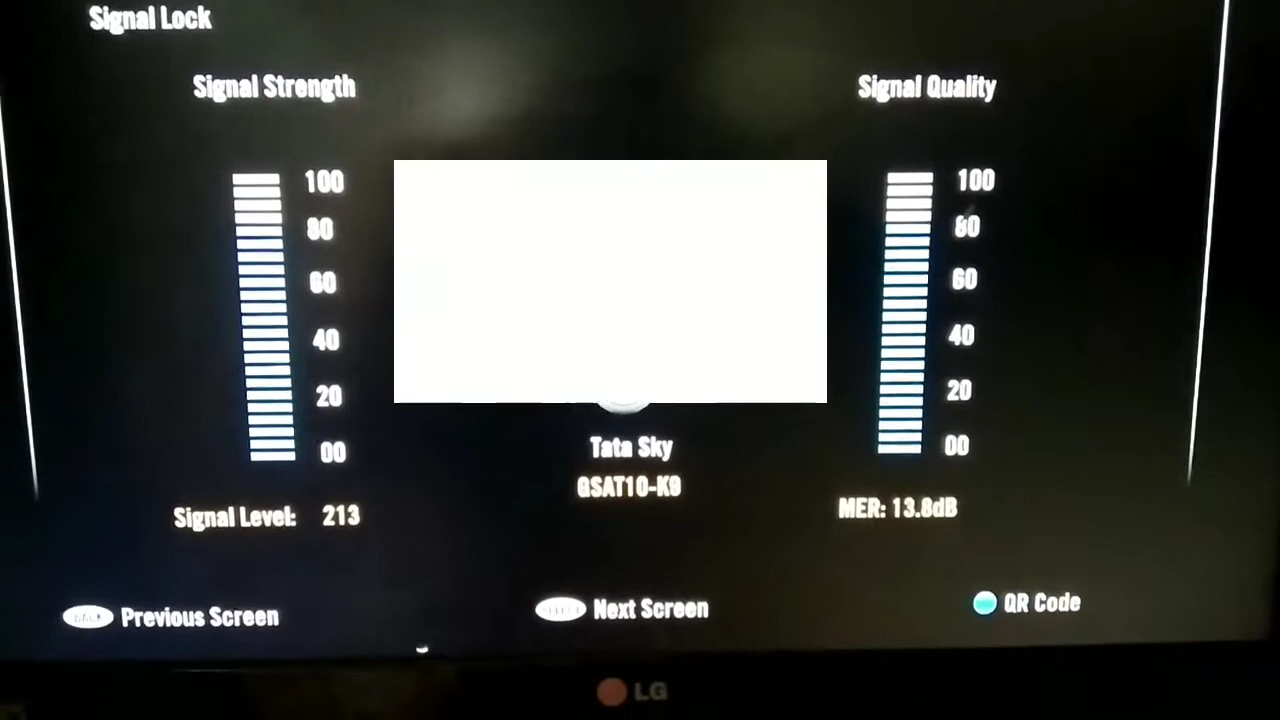 Signal Lock
Signal Strength
Signal Quality
100
80
60
40
20
00
100
80
60
40
20
00
Tata Sky
GSAT10-K9
Signal Level: 213
MER: 13.8dB
BACK Previous Screen
Next Screen
QR Code
LG